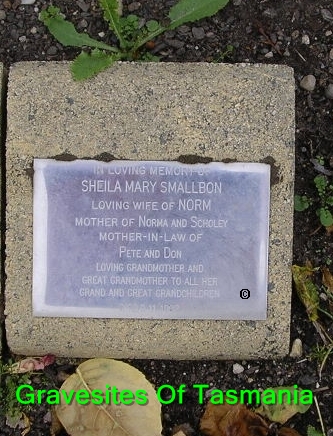 IN LOVING MEMORY OF
SHEILA MARY SMALLBON
LOVING WIFE OF NORM
MOTHER OF NORMA AND SCHOLEY
MOTHER-IN-LAW OF
PETE AND DON
LOVING GRANDMOTHER AND
GREAT GRANDMOTHER TO ALL HER
GRAND AND GREAT GRANDCHILDREN
©
Gravesites Of Tasmania